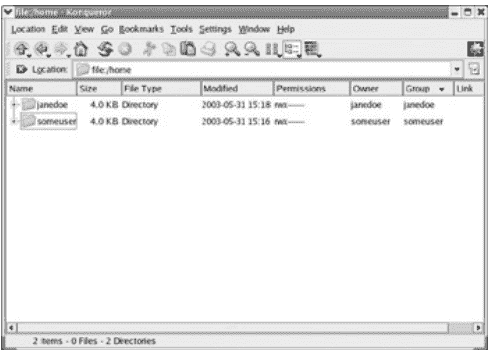 file:/home - Konqueror
Location Edit View Go Bookmarks Tools Settings Window Help
Location: file:/home
Name Size File Type Modified Permissions Owner Group Link
janedoe 4.0 KB Directory 2003-05-31 15:18 rwx------ janedoe janedoe
someuser 4.0 KB Directory 2003-05-31 15:16 rwx------ someuser someuser
2 Items - 0 Files - 2 Directories